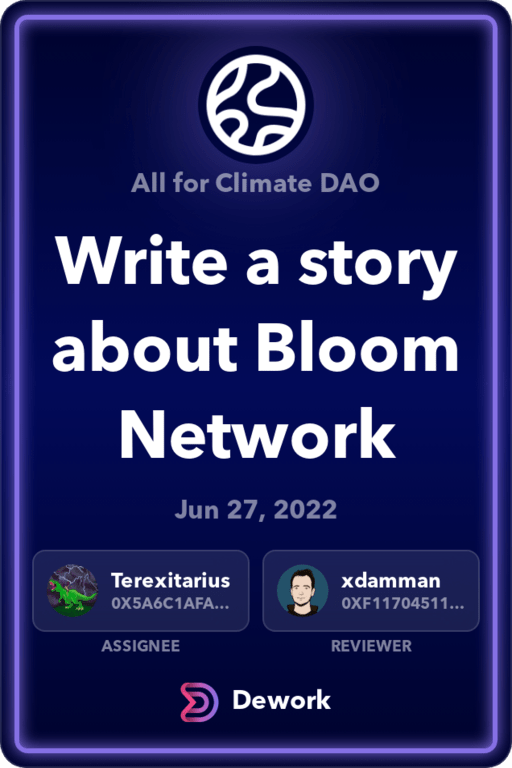 All for Climate DAO
Write a story
about Bloom
Network
Jun 27, 2022
Terexitarius
0X5A6C1AFA...
xdamman
0XF11704511...
ASSIGNEE
REVIEWER
Dework